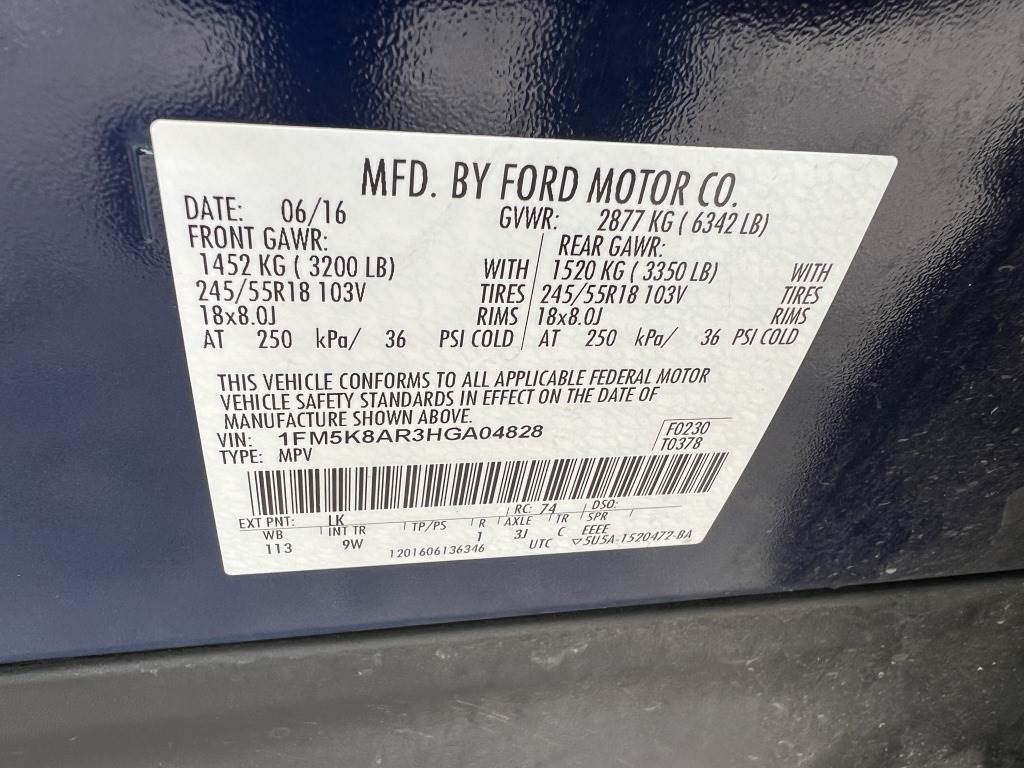 MFD. BY FORD MOTOR CO.
DATE: 06/16 GVWR: 2877 KG ( 6342 LB)
FRONT GAWR: REAR GAWR:
1452 KG ( 3200 LB) WITH 1520 KG ( 3350 LB) WITH
245/55R18 103V TIRES 245/55R18 103V TIRES
18x8.0J RIMS 18x8.0J RIMS
AT 250 kPa/ 36 PSI COLD AT 250 kPa/ 36 PSI COLD
THIS VEHICLE CONFORMS TO ALL APPLICABLE FEDERAL MOTOR
VEHICLE SAFETY STANDARDS IN EFFECT ON THE DATE OF
MANUFACTURE SHOWN ABOVE.
VIN: 1FM5K8AR3HGA04828 F0230
TYPE: MPV T0378
EXT PNT: LK RC: 74 DSO:
WB INT TR TP/PS R AXLE TR SPR
113 9W 1 3J C EEEE
1201606136346 UTC ▽5U5A-1520472-BA